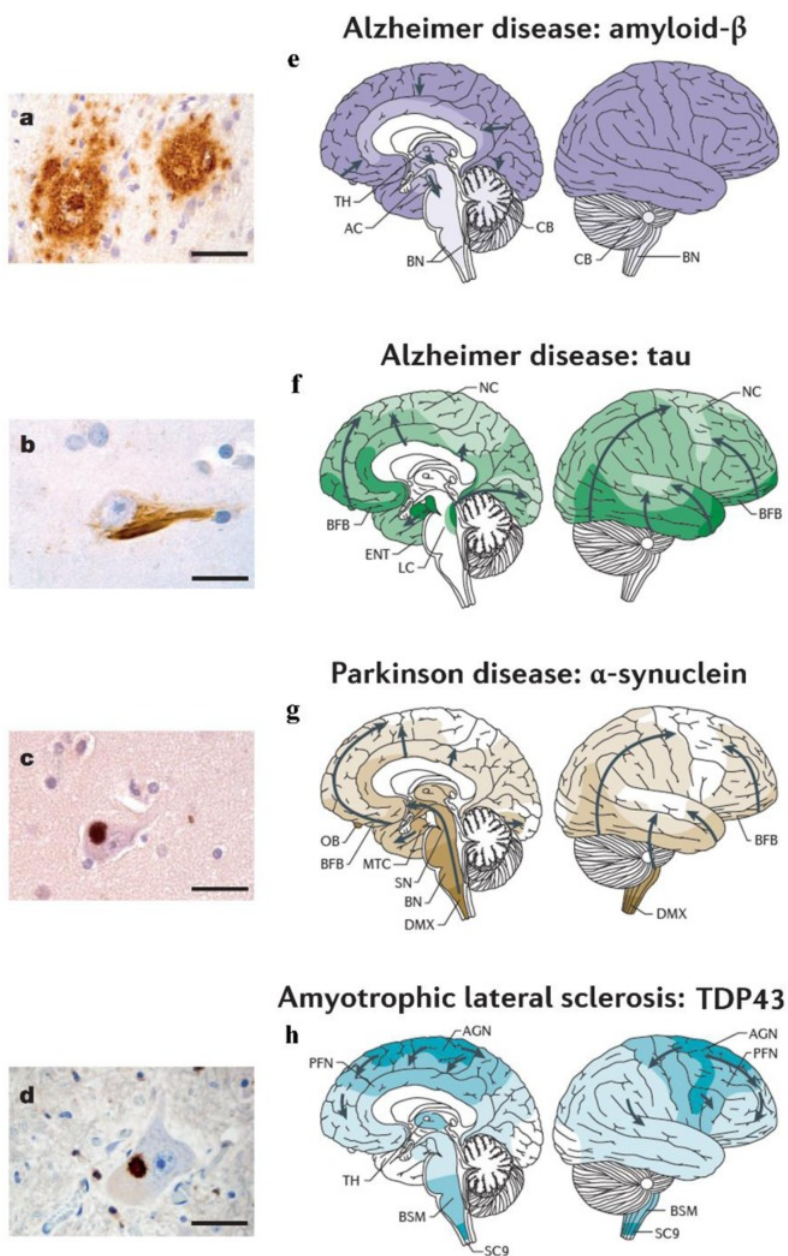 Alzheimer disease: amyloid-β
a
e
TH
AC
BN
CB
CB
BN
Alzheimer disease: tau
b
f
NC
BFB
ENT
LC
NC
BFB
Parkinson disease: α-synuclein
c
g
OB
BFB
MTC
SN
BN
DMX
BFB
DMX
Amyotrophic lateral sclerosis: TDP43
d
h
AGN
PFN
TH
BSM
SC9
AGN
PFN
BSM
SC9